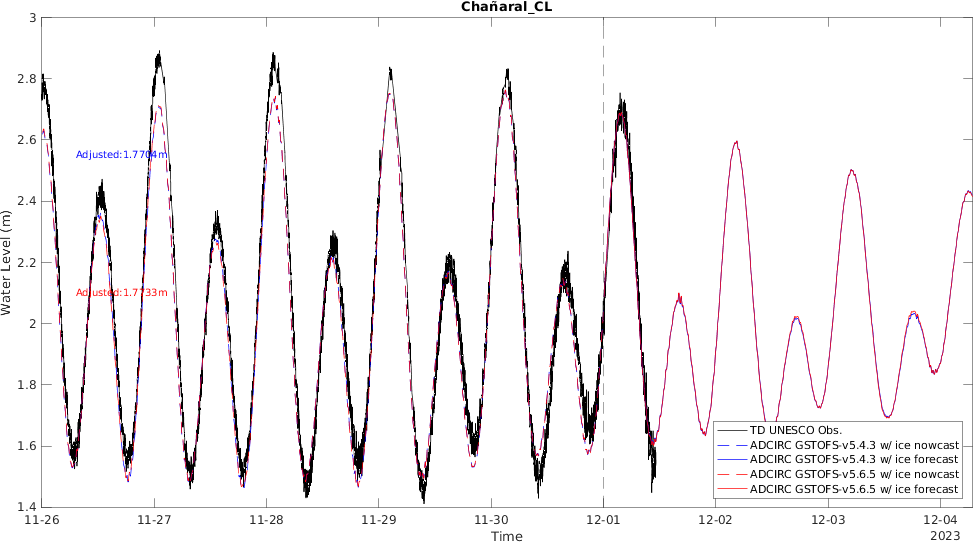 Chañaral_CL
3
2.8
2.6
2.4
2.2
2
1.8
1.6
1.4
Water Level (m)
Adjusted:1.7704m
Adjusted:1.7733m
TD UNESCO Obs.
ADCIRC GSTOFS-v5.4.3 w/ ice nowcast
ADCIRC GSTOFS-v5.4.3 w/ ice forecast
ADCIRC GSTOFS-v5.6.5 w/ ice nowcast
ADCIRC GSTOFS-v5.6.5 w/ ice forecast
11-26 11-27 11-28 11-29 11-30 12-01 12-02 12-03 12-04
Time
2023